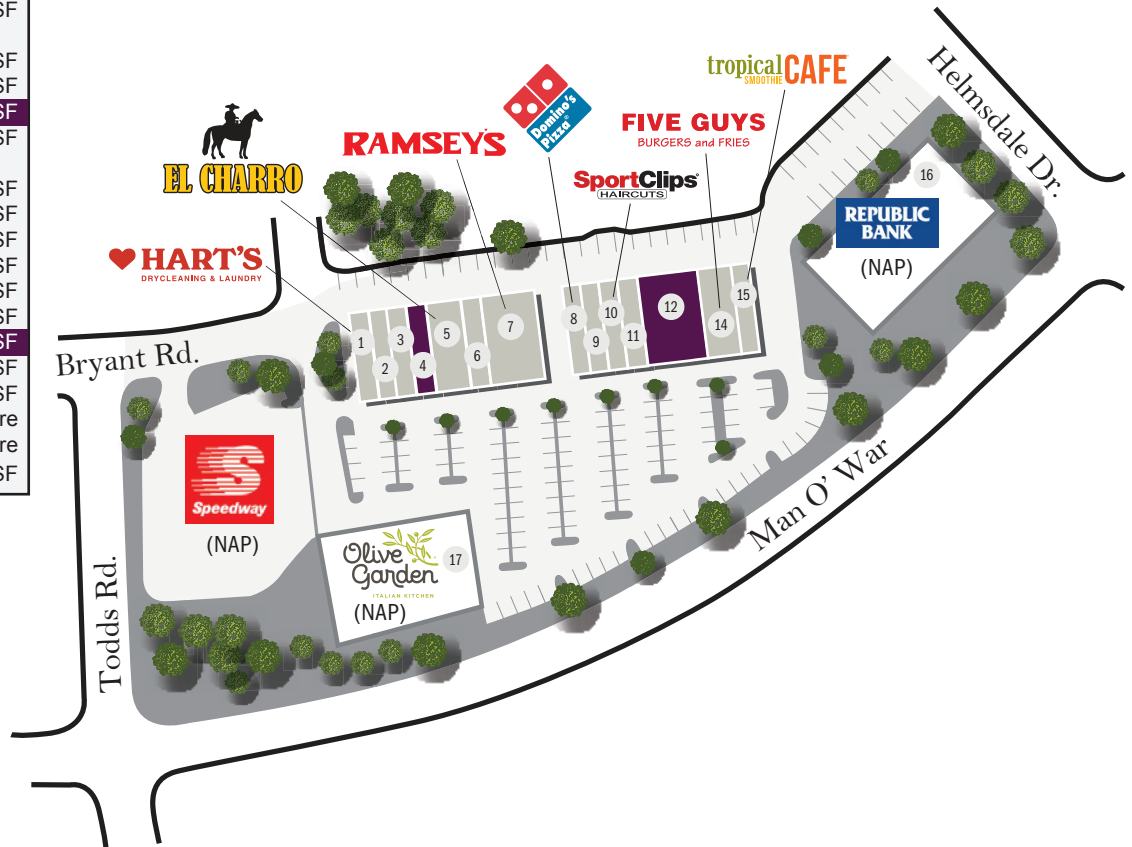 SF
SF
SF
SF
SF
SF
SF
SF
SF
SF
SF
SF
SF
SF
re
re
SF
Helmsdale Dr.
tropical CAFE
SMOOTHIE
Domino's
Pizza
FIVE GUYS
BURGERS and FRIES
RAMSEY'S
EL CHARRO
SportClips
HAIRCUTS
HART'S
DRYCLEANING & LAUNDRY
REPUBLIC
BANK
(NAP)
16
1
2
3
4
5
6
7
8
9
10
11
12
14
15
Bryant Rd.
S
Speedway
(NAP)
Olive
Garden
ITALIAN KITCHEN
(NAP)
17
Man O' War
Todds Rd.